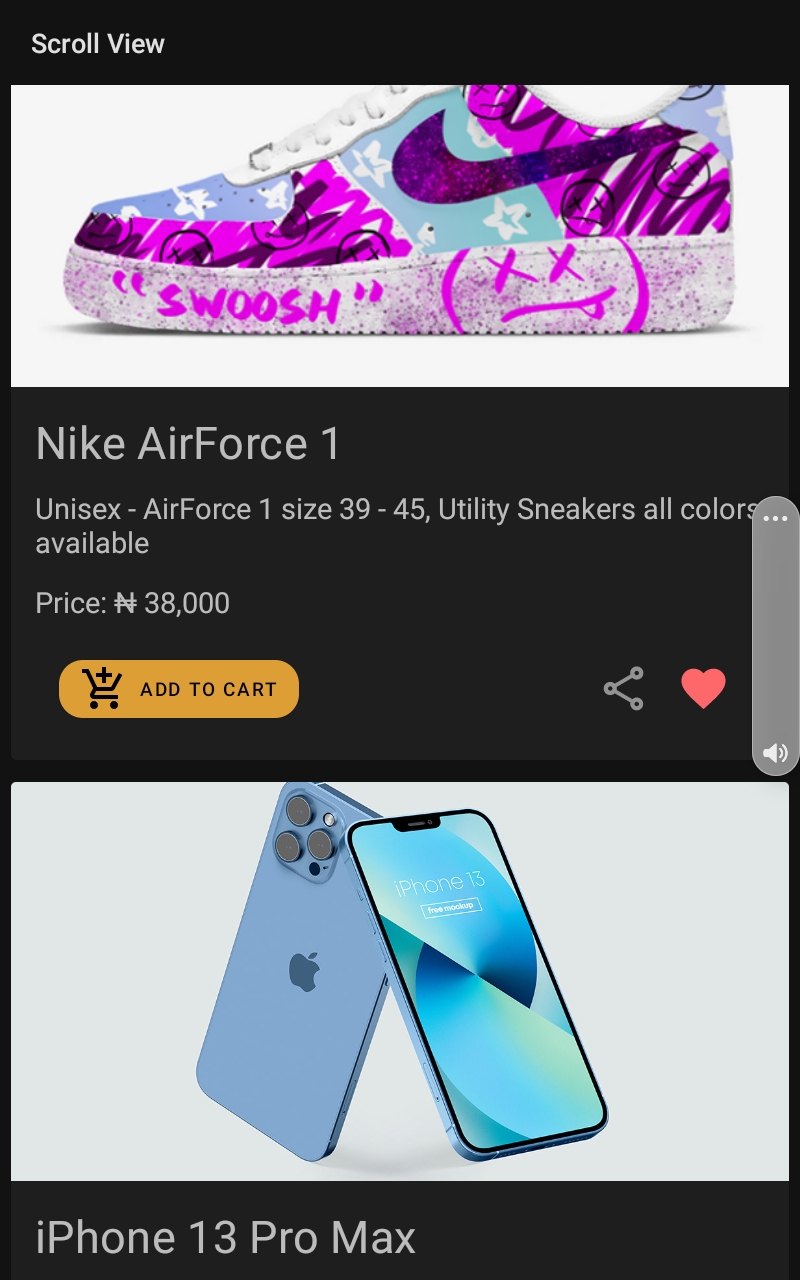 Scroll View
"SWOOSH"
Nike AirForce 1
Unisex - AirForce 1 size 39 - 45, Utility Sneakers all colors
available
Price: ₦ 38,000
ADD TO CART
iPhone 13
free mockup
iPhone 13 Pro Max